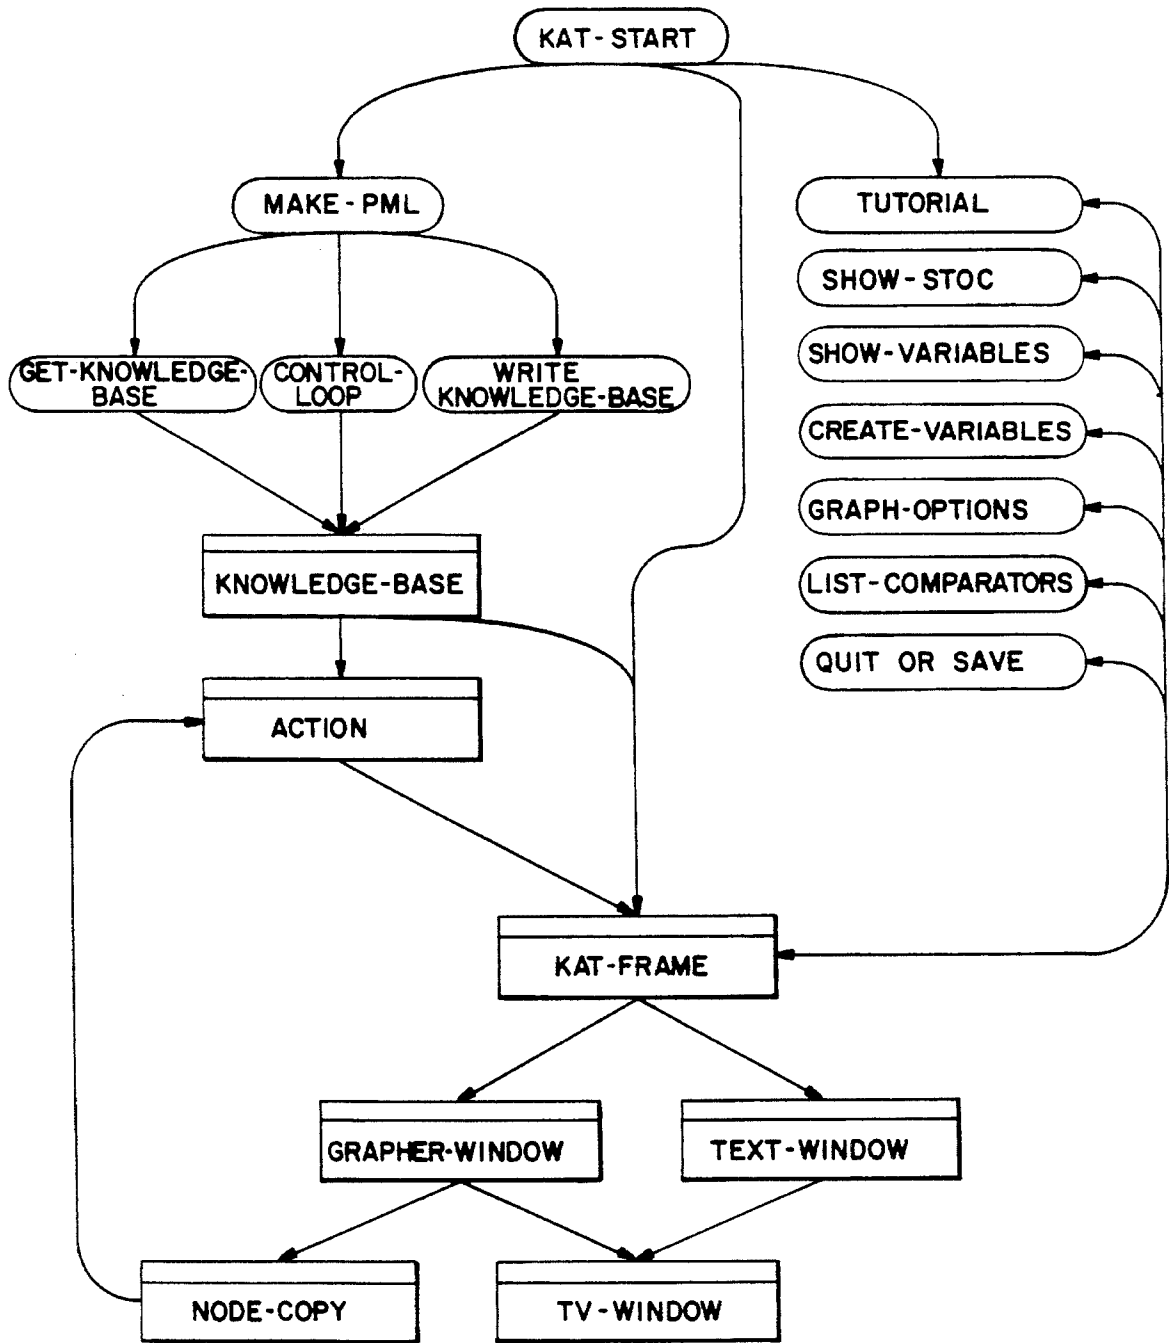 KAT-START
MAKE-PML
TUTORIAL
SHOW-STOC
SHOW-VARIABLES
GET-KNOWLEDGE-
BASE
CONTROL-
LOOP
WRITE
KNOWLEDGE-BASE
CREATE-VARIABLES
GRAPH-OPTIONS
LIST-COMPARATORS
QUIT OR SAVE
KNOWLEDGE-BASE
ACTION
KAT-FRAME
GRAPHER-WINDOW
TEXT-WINDOW
NODE-COPY
TV-WINDOW